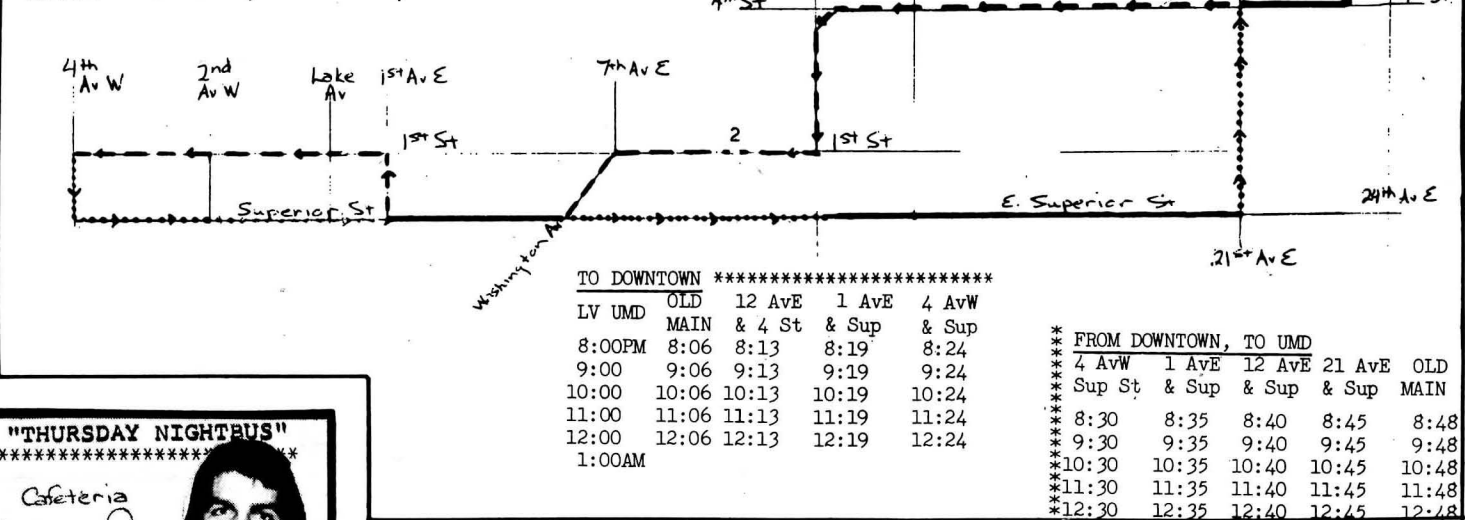 4th St
4th
Av W
2nd
Av W
Lake
Av
1st Av E
7th Av E
1st St
2
1st St
Superior St
E. Superior St
24th Av E
Washington Av
21st Av E
TO DOWNTOWN **************************
LV UMD OLD MAIN 12 AvE & 4 St 1 AvE & Sup 4 AvW & Sup
8:00PM 8:06 8:13 8:19 8:24
9:00 9:06 9:13 9:19 9:24
10:00 10:06 10:13 10:19 10:24
11:00 11:06 11:13 11:19 11:24
12:00 12:06 12:13 12:19 12:24
1:00AM
FROM DOWNTOWN, TO UMD
4 AvW Sup St 1 AvE & Sup 12 AvE & Sup 21 AvE & Sup OLD MAIN
* 8:30 8:35 8:40 8:45 8:48
* 9:30 9:35 9:40 9:45 9:48
*10:30 10:35 10:40 10:45 10:48
*11:30 11:35 11:40 11:45 11:48
*12:30 12:35 12:40 12:45 12:48
"THURSDAY NIGHTBUS"
Cafeteria